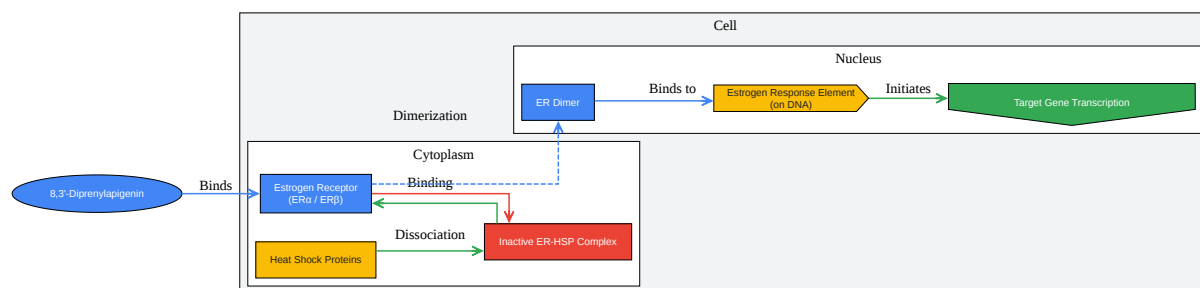 Cell
Nucleus
ER Dimer
Binds to
Estrogen Response Element
(on DNA)
Initiates
Target Gene Transcription
Dimerization
Cytoplasm
8,3'-Diprenylapigenin
Binds
Estrogen Receptor
(ERα / ERβ)
Binding
Dissociation
Inactive ER-HSP Complex
Heat Shock Proteins